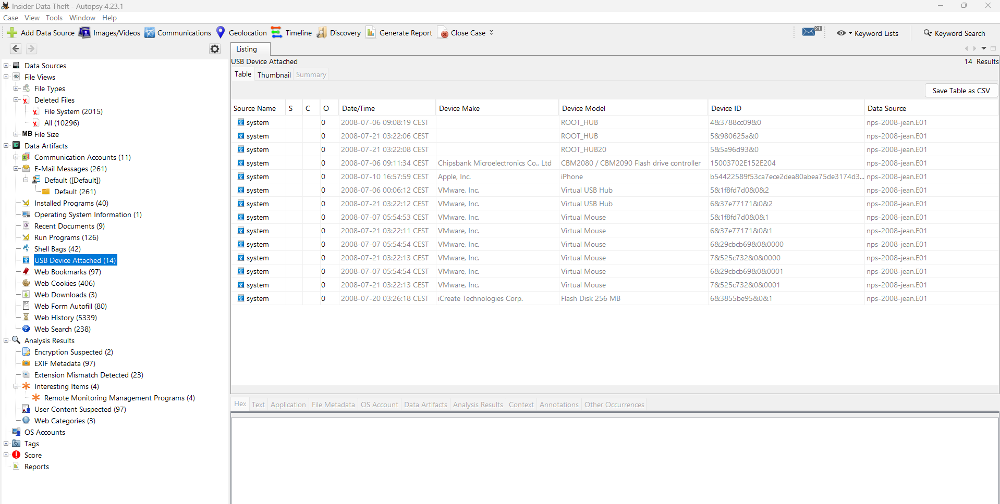 Insider Data Theft - Autopsy 4.23.1
Case View Tools Window Help
Add Data Source Images/Videos Communications Geolocation Timeline Discovery Generate Report Close Case 21 Keyword Lists Keyword Search
Data Sources
File Views
File Types
Deleted Files
File System (2015)
All (10296)
MB File Size
Data Artifacts
Communication Accounts (11)
E-Mail Messages (261)
Default ([Default])
Default (261)
Installed Programs (40)
Operating System Information (1)
Recent Documents (9)
Run Programs (126)
Shell Bags (42)
USB Device Attached (14)
Web Bookmarks (97)
Web Cookies (406)
Web Downloads (3)
Web Form Autofill (80)
Web History (5339)
Web Search (238)
Analysis Results
Encryption Suspected (2)
EXIF Metadata (97)
Extension Mismatch Detected (23)
Interesting Items (4)
Remote Monitoring Management Programs (4)
User Content Suspected (97)
Web Categories (3)
OS Accounts
Tags
Score
Reports
Listing
USB Device Attached 14 Results
Table Thumbnail Summary
Save Table as CSV
Source Name S C O Date/Time Device Make Device Model Device ID Data Source
system 0 2008-07-06 09:08:19 CEST ROOT_HUB 4&3788cc09&0 nps-2008-jean.E01
system 0 2008-07-21 03:22:06 CEST ROOT_HUB 5&980625a&0 nps-2008-jean.E01
system 0 2008-07-21 03:22:08 CEST ROOT_HUB20 5&5a96d93&0 nps-2008-jean.E01
system 0 2008-07-06 09:11:34 CEST Chipsbank Microelectronics Co., Ltd CBM2080 / CBM2090 Flash drive controller 15003702E152E204 nps-2008-jean.E01
system 0 2008-07-10 16:57:59 CEST Apple, Inc. iPhone b54422589f53ca7ece2dea80abea75de3174d3... nps-2008-jean.E01
system 0 2008-07-06 00:06:12 CEST VMware, Inc. Virtual USB Hub 5&1f8fd7d0&0&2 nps-2008-jean.E01
system 0 2008-07-21 03:22:12 CEST VMware, Inc. Virtual USB Hub 6&37e77171&0&2 nps-2008-jean.E01
system 0 2008-07-07 05:54:53 CEST VMware, Inc. Virtual Mouse 5&1f8fd7d0&0&1 nps-2008-jean.E01
system 0 2008-07-21 03:22:11 CEST VMware, Inc. Virtual Mouse 6&37e77171&0&1 nps-2008-jean.E01
system 0 2008-07-07 05:54:54 CEST VMware, Inc. Virtual Mouse 6&29cbcb69&0&0000 nps-2008-jean.E01
system 0 2008-07-21 03:22:13 CEST VMware, Inc. Virtual Mouse 7&525c732&0&0000 nps-2008-jean.E01
system 0 2008-07-07 05:54:54 CEST VMware, Inc. Virtual Mouse 6&29cbcb69&0&0001 nps-2008-jean.E01
system 0 2008-07-21 03:22:13 CEST VMware, Inc. Virtual Mouse 7&525c732&0&0001 nps-2008-jean.E01
system 0 2008-07-20 03:26:18 CEST iCreate Technologies Corp. Flash Disk 256 MB 6&3855be95&0&1 nps-2008-jean.E01
Hex Text Application File Metadata OS Account Data Artifacts Analysis Results Context Annotations Other Occurrences